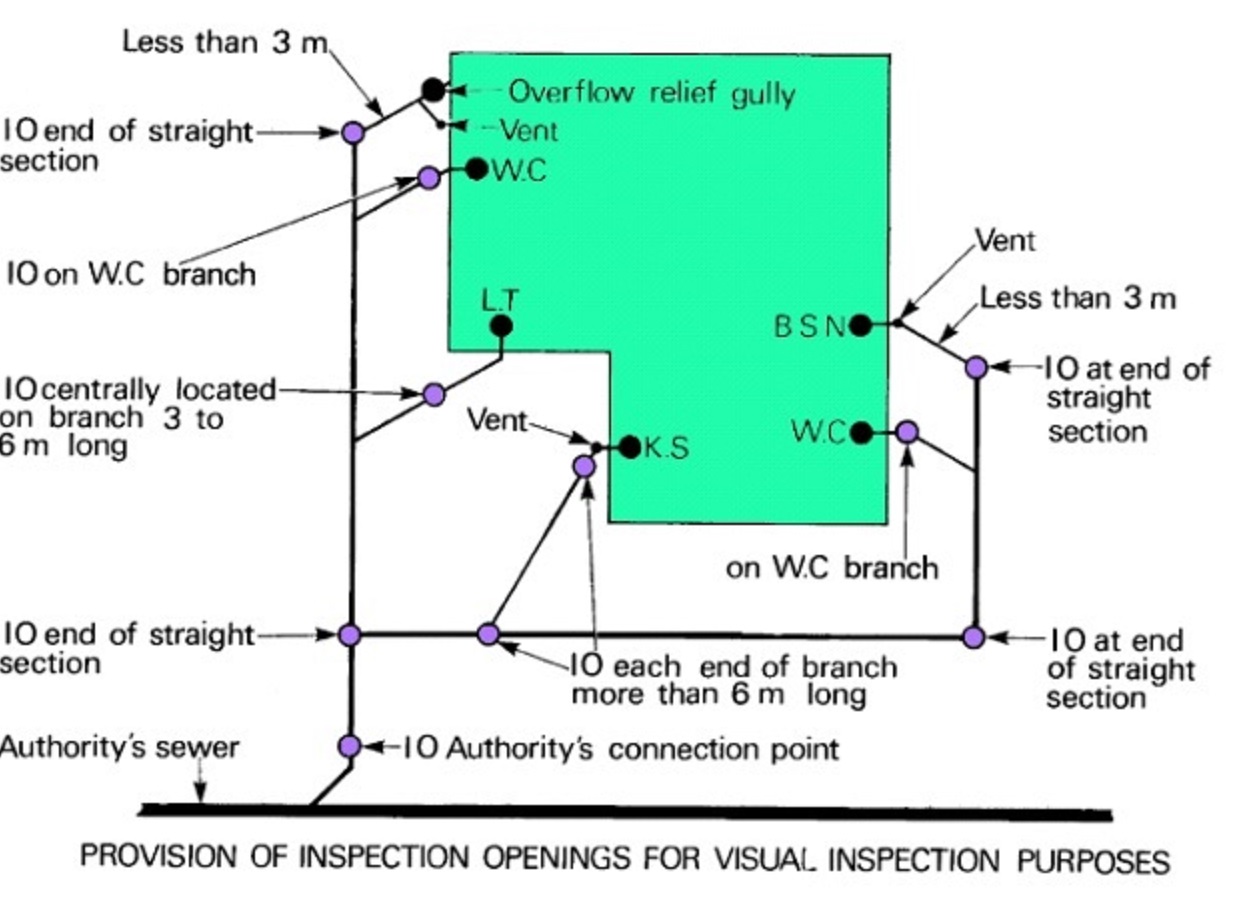 Less than 3 m
Overflow relief gully
IO end of straight
section
Vent
W.C
IO on W.C branch
Vent
L.T
Less than 3 m
B S N
IO centrally located
on branch 3 to
6 m long
IO at end of
straight
section
Vent
K.S
W.C
on W.C branch
IO end of straight
section
IO each end of branch
more than 6 m long
IO at end
of straight
section
Authority's sewer
IO Authority's connection point
PROVISION OF INSPECTION OPENINGS FOR VISUAL INSPECTION PURPOSES